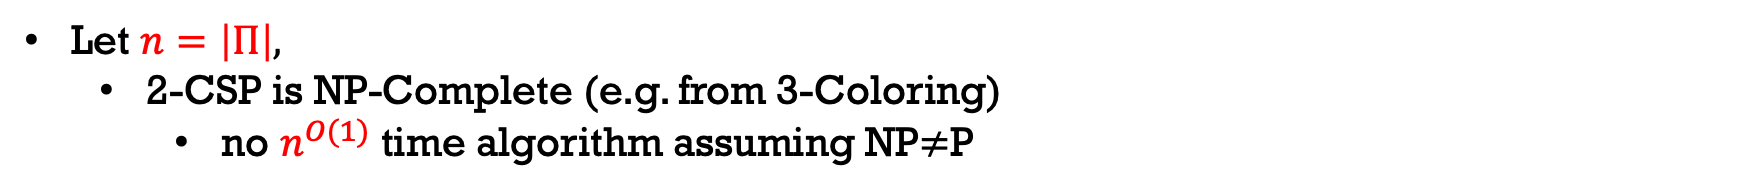 • Let n = |Π|,
• 2-CSP is NP-Complete (e.g. from 3-Coloring)
• no n^{O(1)} time algorithm assuming NP≠P